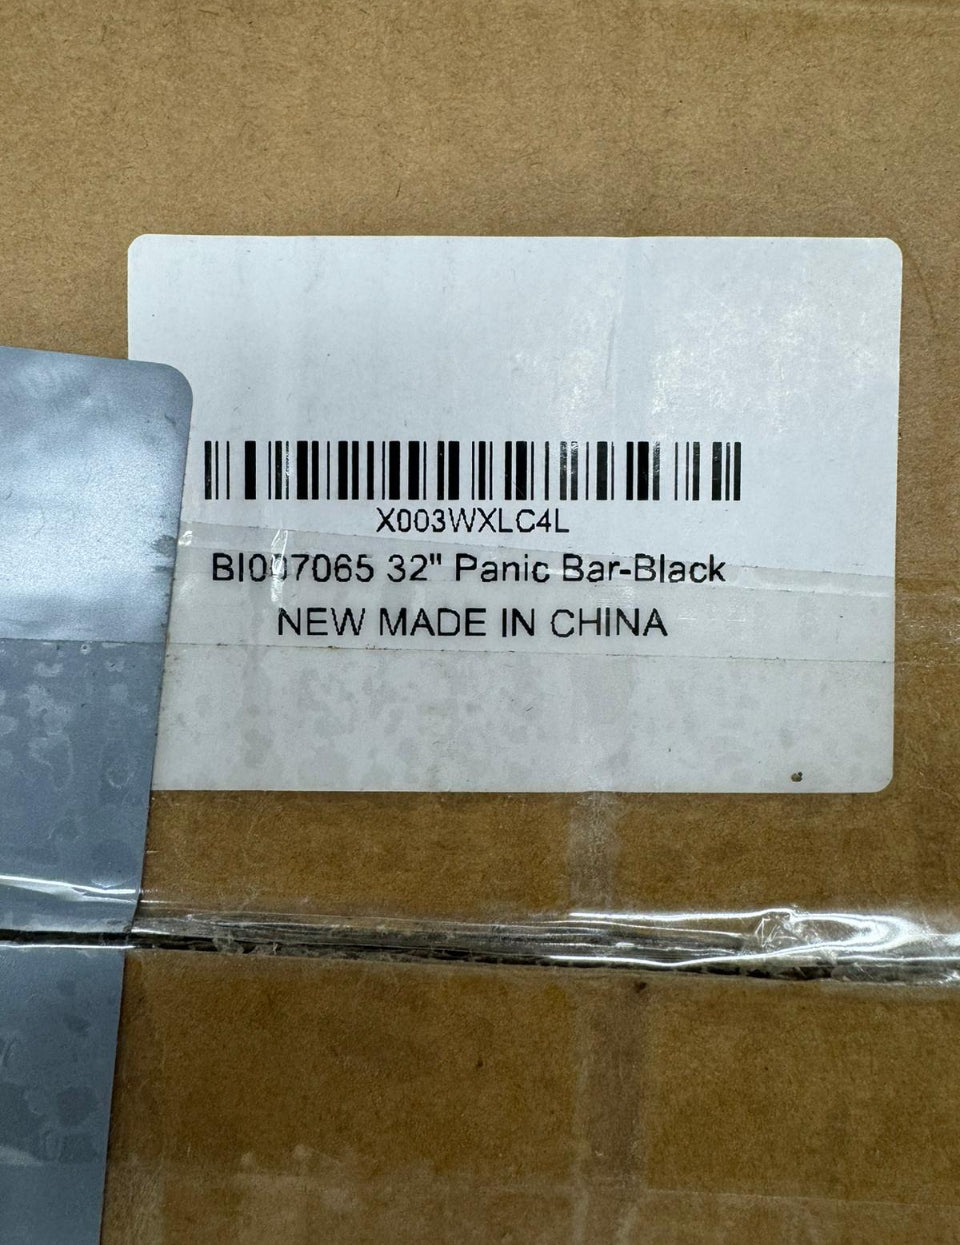 X003WXLC4L
BI007065 32" Panic Bar-Black
NEW MADE IN CHINA